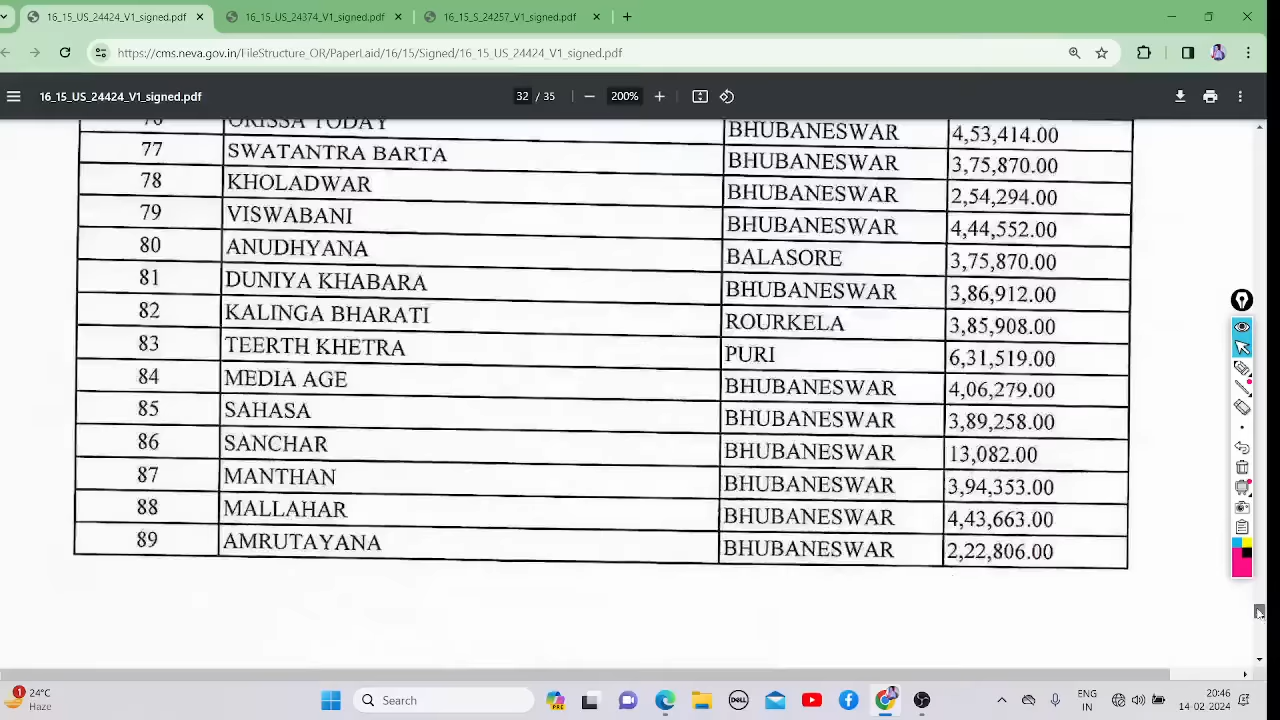 16_15_US_24424_V1_signed.pdf
16_15_US_24374_V1_signed.pdf
16_15_S_24257_V1_signed.pdf
https://cms.neva.gov.in/FileStructure_OR/PaperLaid/16/15/Signed/16_15_US_24424_V1_signed.pdf
16_15_US_24424_V1_signed.pdf 32 / 35 200%
76 ORISSA TODAY BHUBANESWAR 4,53,414.00
77 SWATANTRA BARTA BHUBANESWAR 3,75,870.00
78 KHOLADWAR BHUBANESWAR 2,54,294.00
79 VISWABANI BHUBANESWAR 4,44,552.00
80 ANUDHYANA BALASORE 3,75,870.00
81 DUNIYA KHABARA BHUBANESWAR 3,86,912.00
82 KALINGA BHARATI ROURKELA 3,85,908.00
83 TEERTH KHETRA PURI 6,31,519.00
84 MEDIA AGE BHUBANESWAR 4,06,279.00
85 SAHASA BHUBANESWAR 3,89,258.00
86 SANCHAR BHUBANESWAR 13,082.00
87 MANTHAN BHUBANESWAR 3,94,353.00
88 MALLAHAR BHUBANESWAR 4,43,663.00
89 AMRUTAYANA BHUBANESWAR 2,22,806.00
1 24°C Search PRE DELL ENG 20:46
Haze IN 14-02-2024